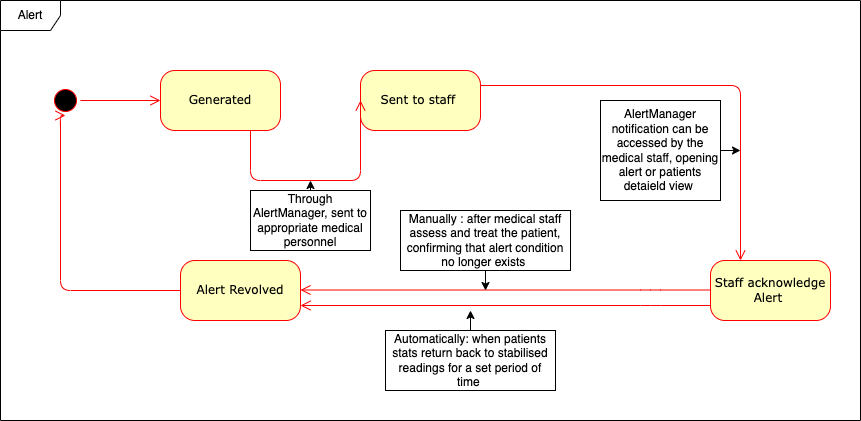 Alert
Generated
Sent to staff
AlertManager
notification can be
accessed by the
medical staff, opening
alert or patients
detaield view
Through
AlertManager, sent to
appropriate medical
personnel
Manually : after medical staff
assess and treat the patient,
confirming that alert condition
no longer exists
Alert Revolved
Staff acknowledge
Alert
Automatically: when patients
stats return back to stabilised
readings for a set period of
time